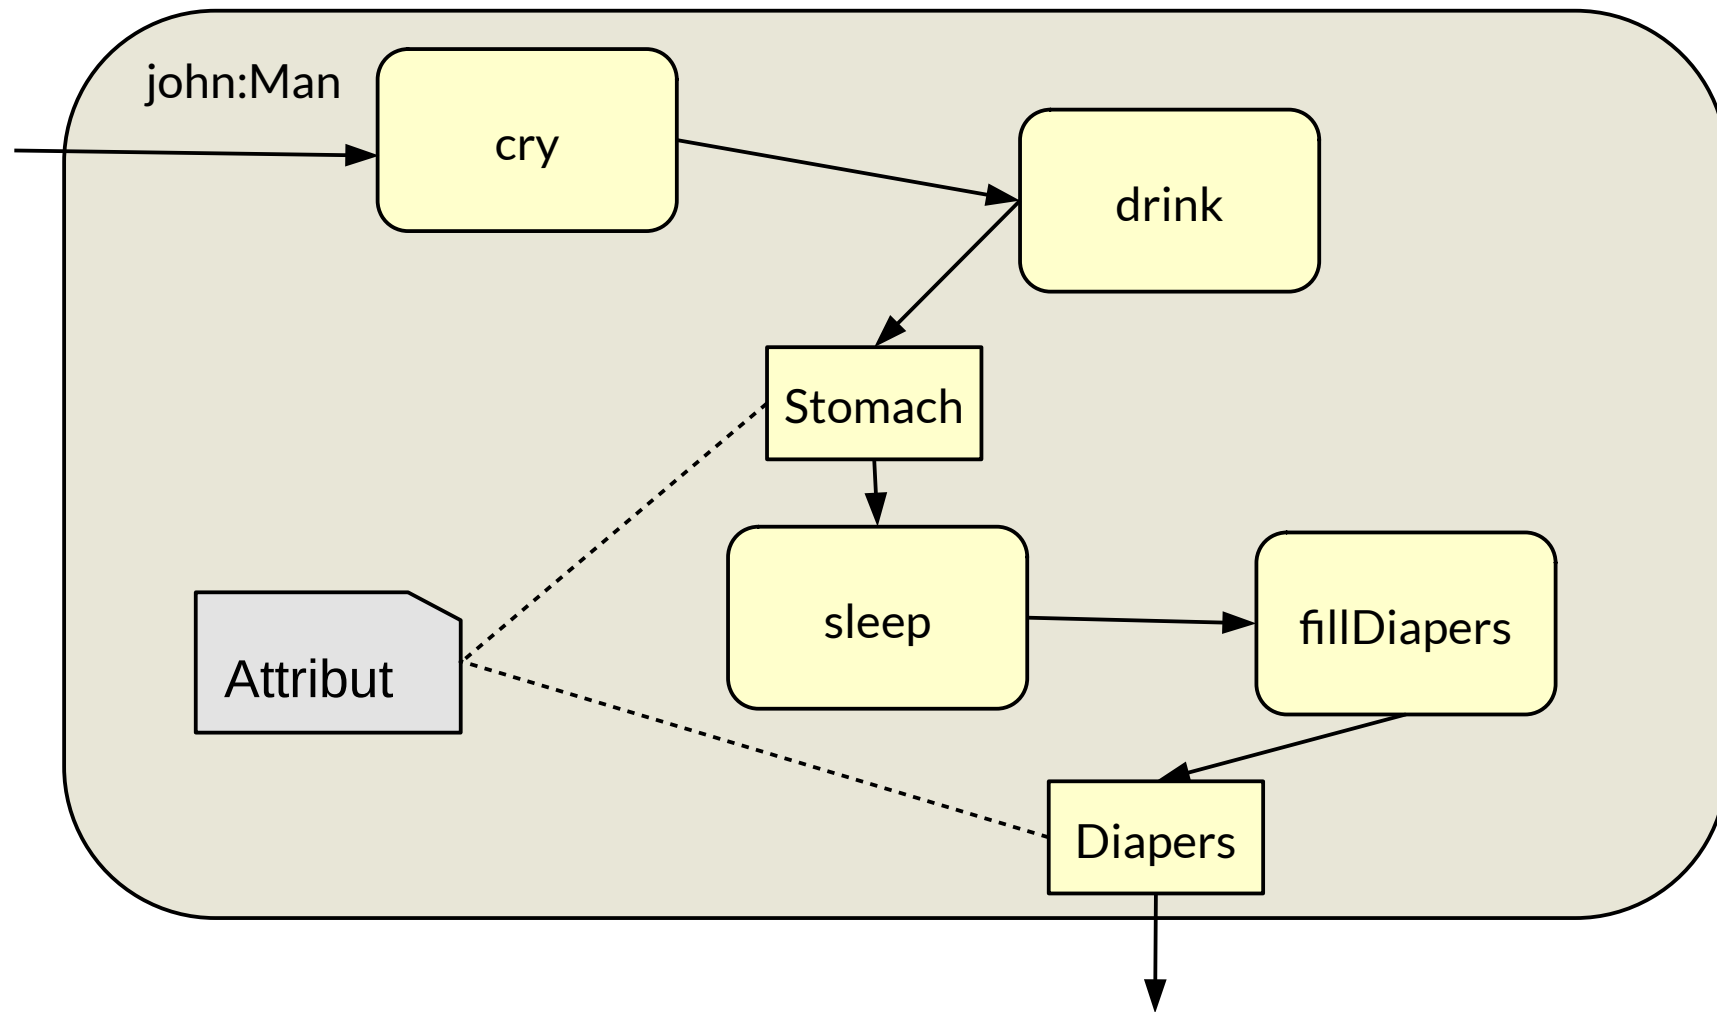 john:Man
cry
drink
Stomach
sleep
fillDiapers
Attribut
Diapers